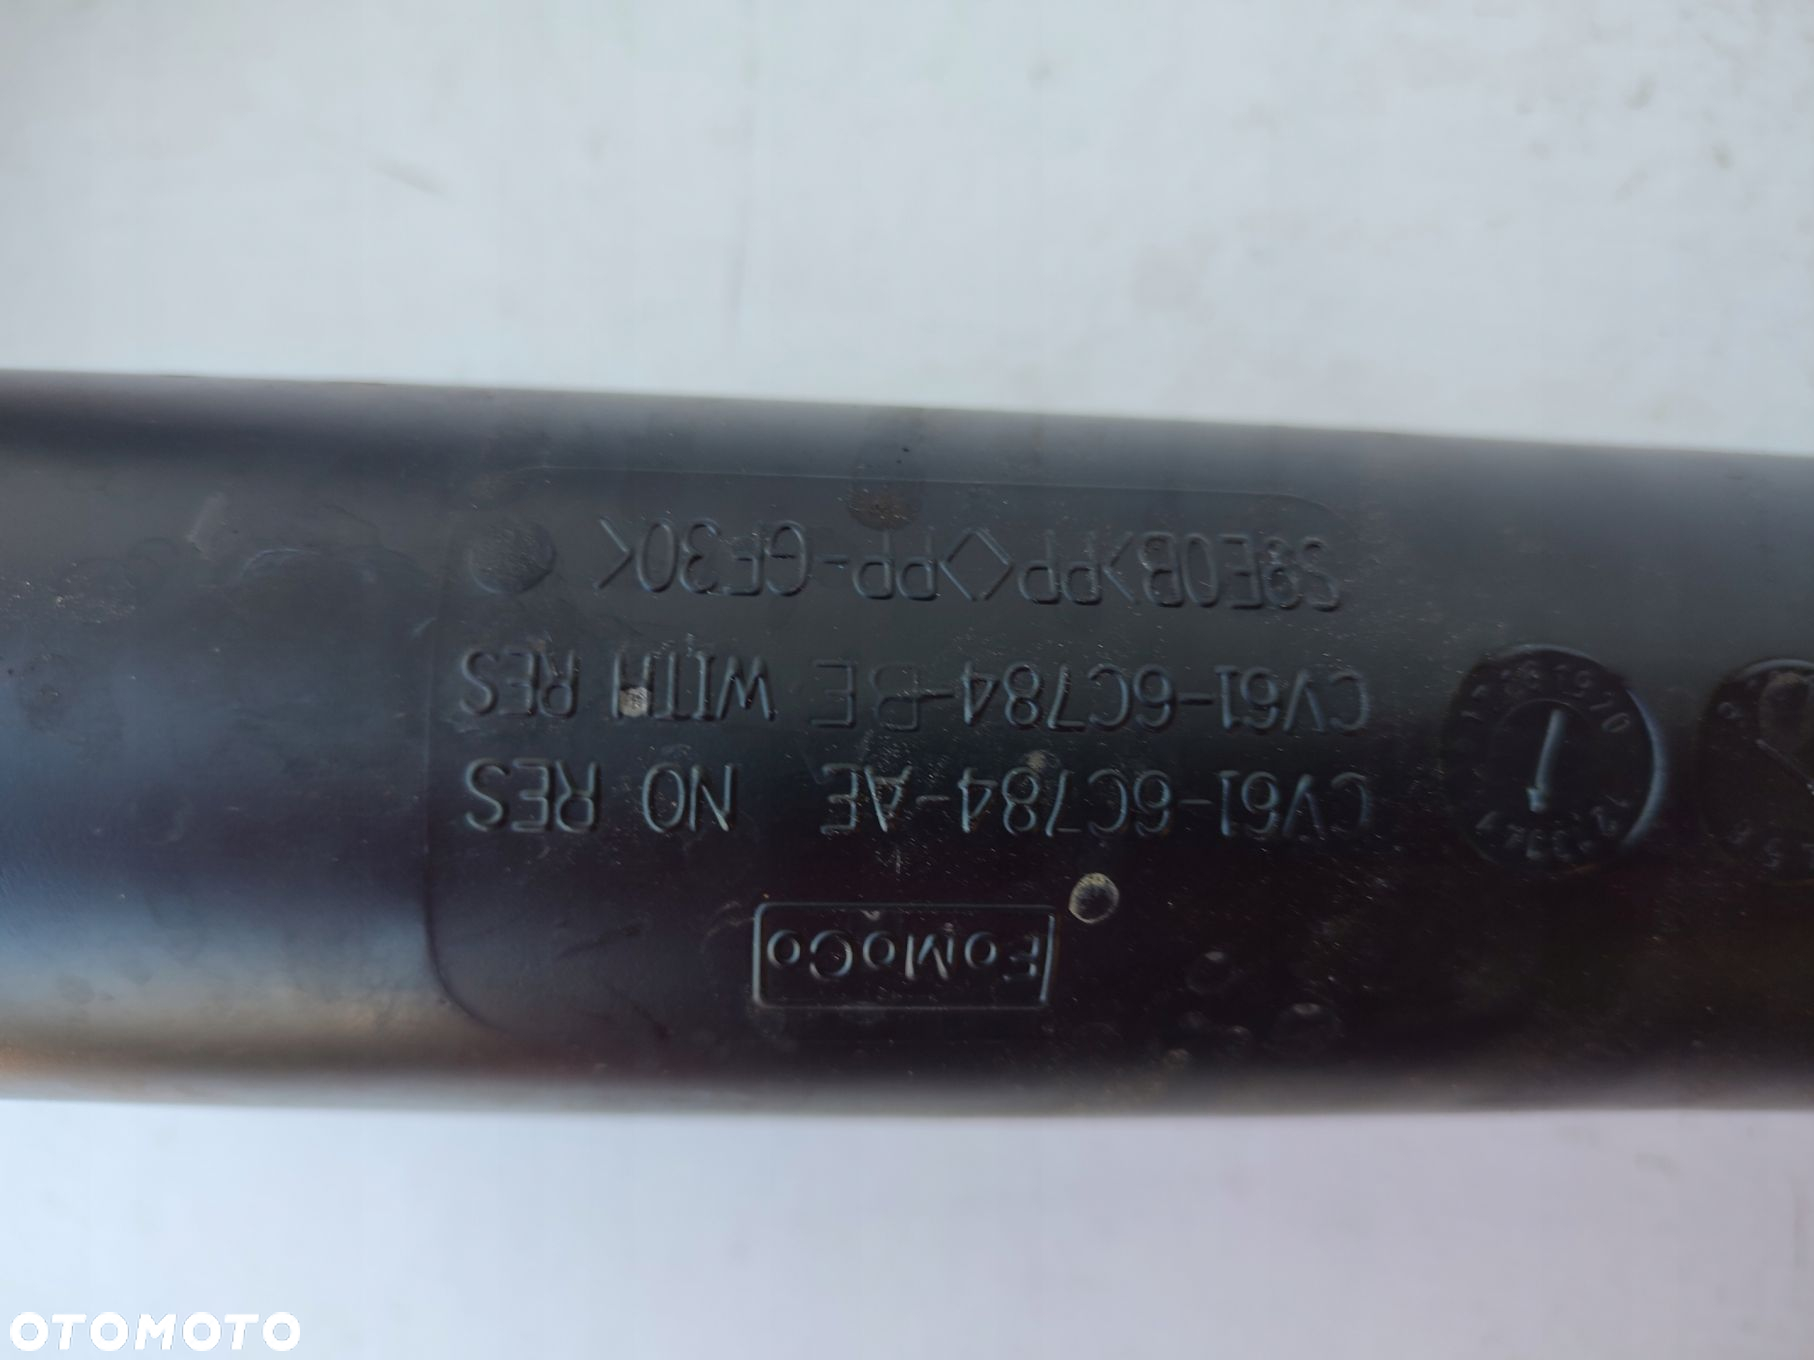 FoMoCo
CV61-6C784-AE NO RES
CV61-6C784-BE WITH RES
S8E0B>PP<>PP-GF30<
OTOMOTO